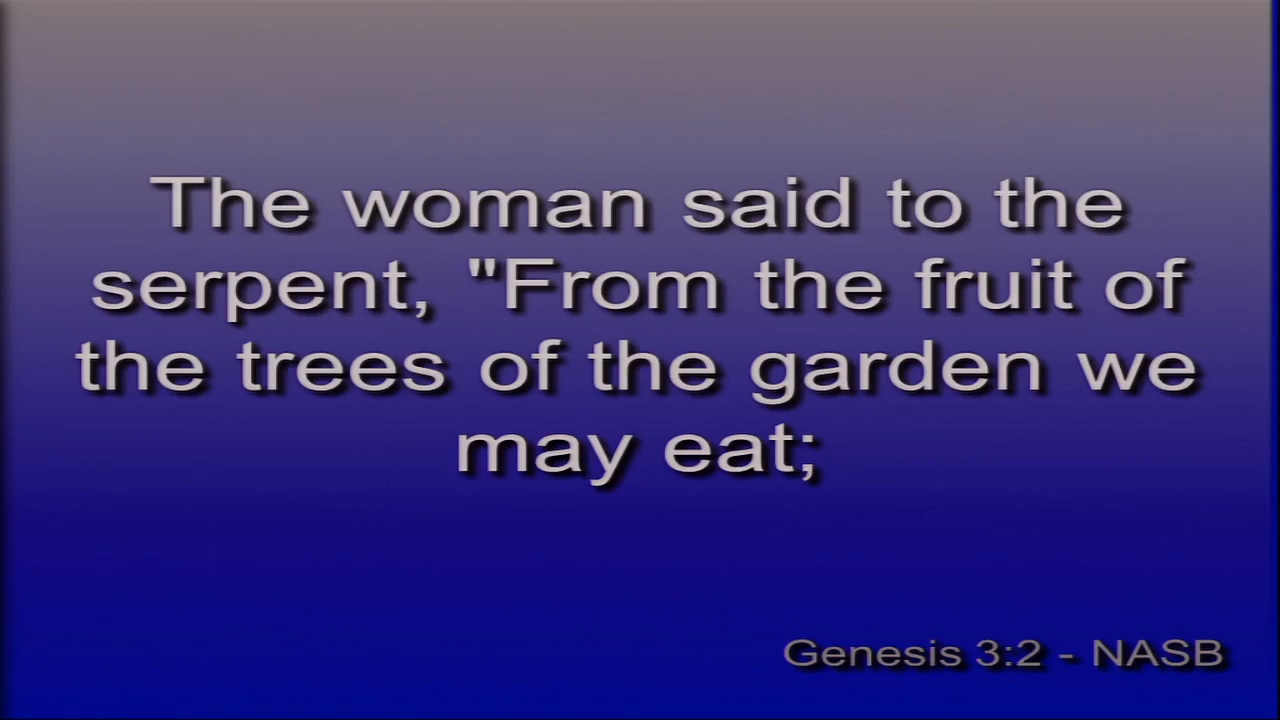 The woman said to the
serpent, "From the fruit of
the trees of the garden we
may eat;
Genesis 3:2 - NASB